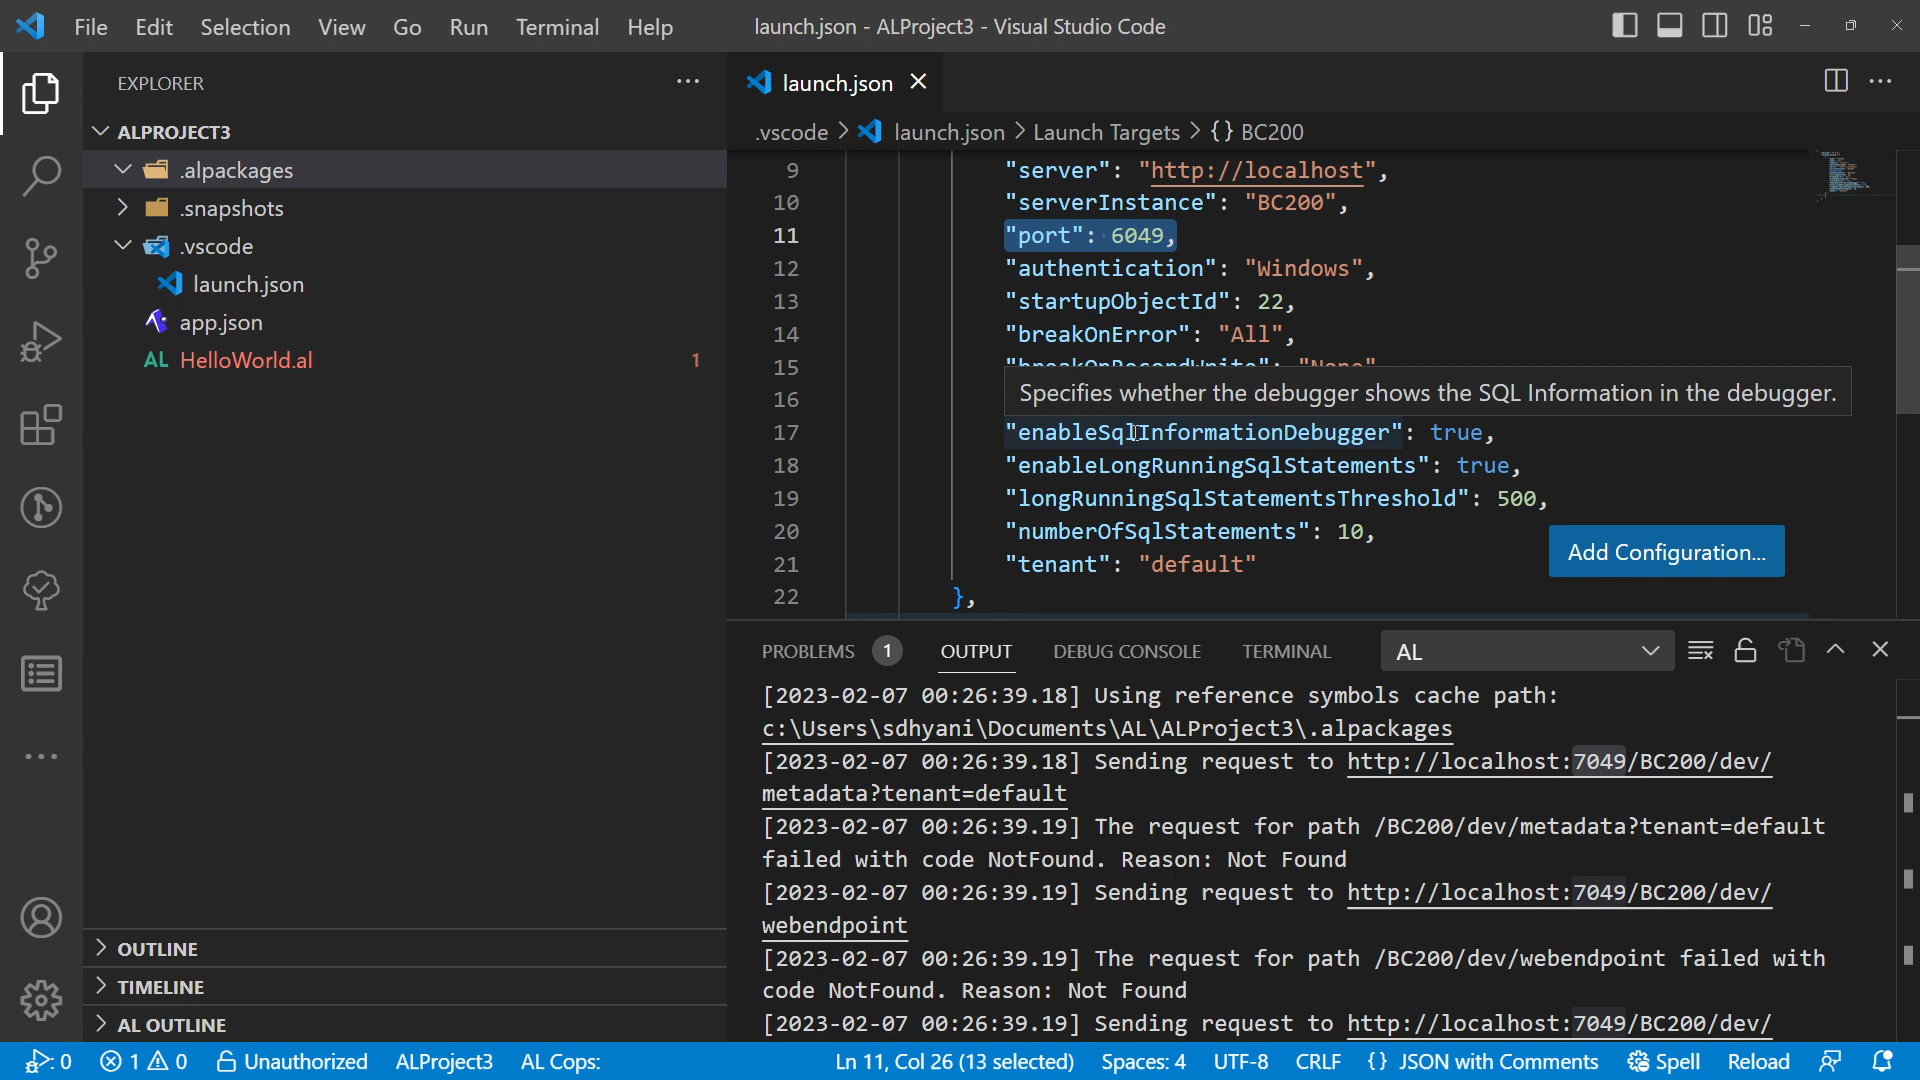 File Edit Selection View Go Run Terminal Help
launch.json - ALProject3 - Visual Studio Code
EXPLORER
ALPROJECT3
.alpackages
.snapshots
.vscode
launch.json
app.json
AL HelloWorld.al 1
OUTLINE
TIMELINE
AL OUTLINE
launch.json
.vscode > launch.json > Launch Targets > {} BC200
9 "server": "http://localhost",
10 "serverInstance": "BC200",
11 "port": 6049,
12 "authentication": "Windows",
13 "startupObjectId": 22,
14 "breakOnError": "All",
15 "breakOnRecordWrite": "None",
16
Specifies whether the debugger shows the SQL Information in the debugger.
17 "enableSqlInformationDebugger": true,
18 "enableLongRunningSqlStatements": true,
19 "longRunningSqlStatementsThreshold": 500,
20 "numberOfSqlStatements": 10,
21 "tenant": "default"
22 },
Add Configuration...
PROBLEMS 1 OUTPUT DEBUG CONSOLE TERMINAL AL
[2023-02-07 00:26:39.18] Using reference symbols cache path:
c:\Users\sdhyani\Documents\AL\ALProject3\.alpackages
[2023-02-07 00:26:39.18] Sending request to http://localhost:7049/BC200/dev/
metadata?tenant=default
[2023-02-07 00:26:39.19] The request for path /BC200/dev/metadata?tenant=default
failed with code NotFound. Reason: Not Found
[2023-02-07 00:26:39.19] Sending request to http://localhost:7049/BC200/dev/
webendpoint
[2023-02-07 00:26:39.19] The request for path /BC200/dev/webendpoint failed with
code NotFound. Reason: Not Found
[2023-02-07 00:26:39.19] Sending request to http://localhost:7049/BC200/dev/
: 0 1 0 Unauthorized ALProject3 AL Cops: Ln 11, Col 26 (13 selected) Spaces: 4 UTF-8 CRLF {} JSON with Comments Spell Reload